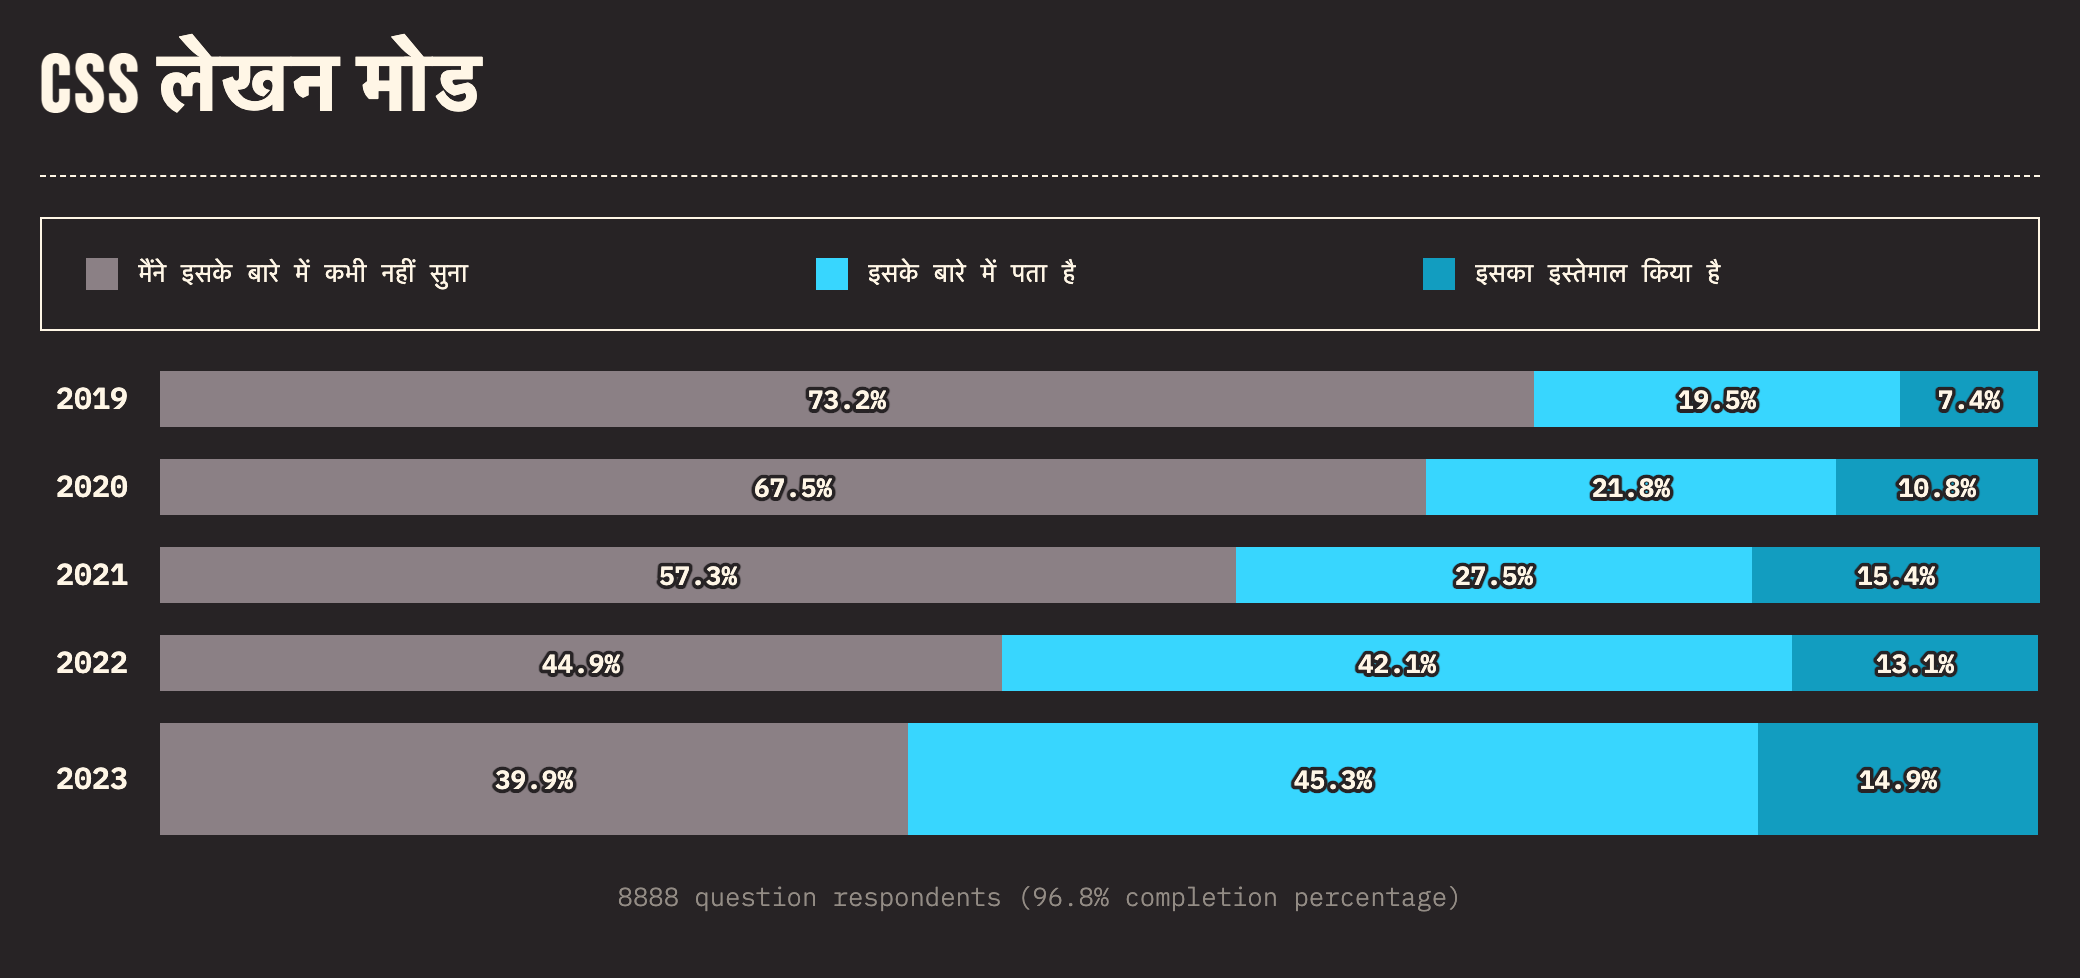 CSS लेखन मोड
मैंने इसके बारे में कभी नहीं सुना इसके बारे में पता है इसका इस्तेमाल किया है
2019 73.2% 19.5% 7.4%
2020 67.5% 21.8% 10.8%
2021 57.3% 27.5% 15.4%
2022 44.9% 42.1% 13.1%
2023 39.9% 45.3% 14.9%
8888 question respondents (96.8% completion percentage)